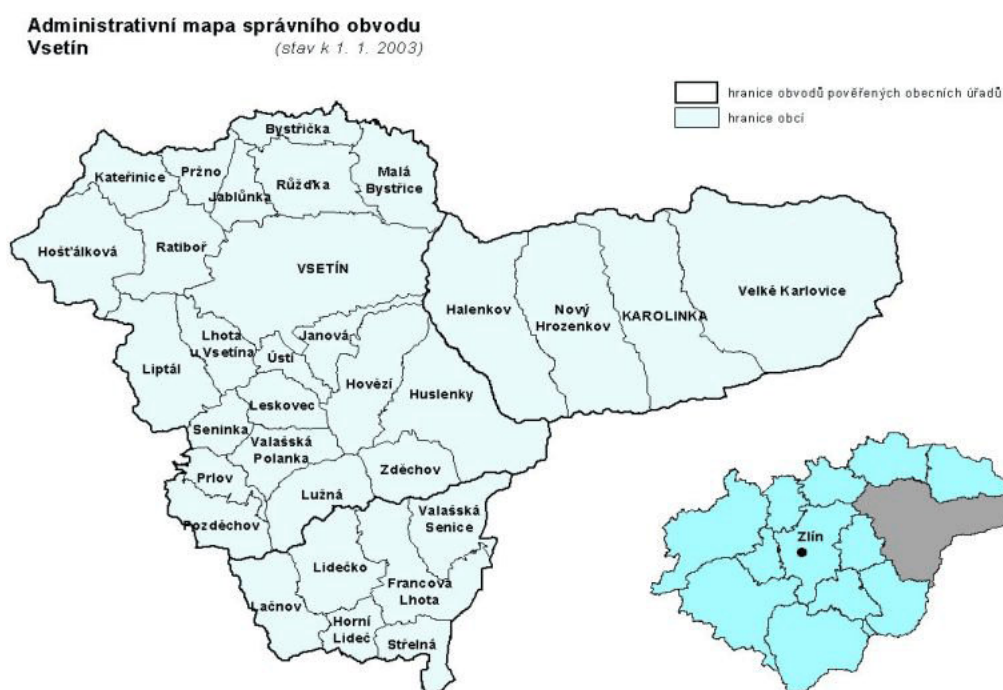 Administrativní mapa správního obvodu
Vsetín
(stav k 1. 1. 2003)
hranice obvodů pověřených obecních úřadů
hranice obcí
Bystřička
Kateřinice
Pržno
Jablůnka
Růžďka
Malá
Bystřice
Hošťálková
Ratiboř
VSETÍN
Halenkov
Nový
Hrozenkov
KAROLINKA
Velké Karlovice
Liptál
Lhota
u Vsetína
Ústí
Janová
Hovězí
Huslenky
Leskovec
Seninka
Valašská
Polanka
Zděchov
Prlov
Lužná
Pozděchov
Valašská
Senice
Lidečko
Francova
Lhota
Lačnov
Horní
Lideč
Střelná
Zlín